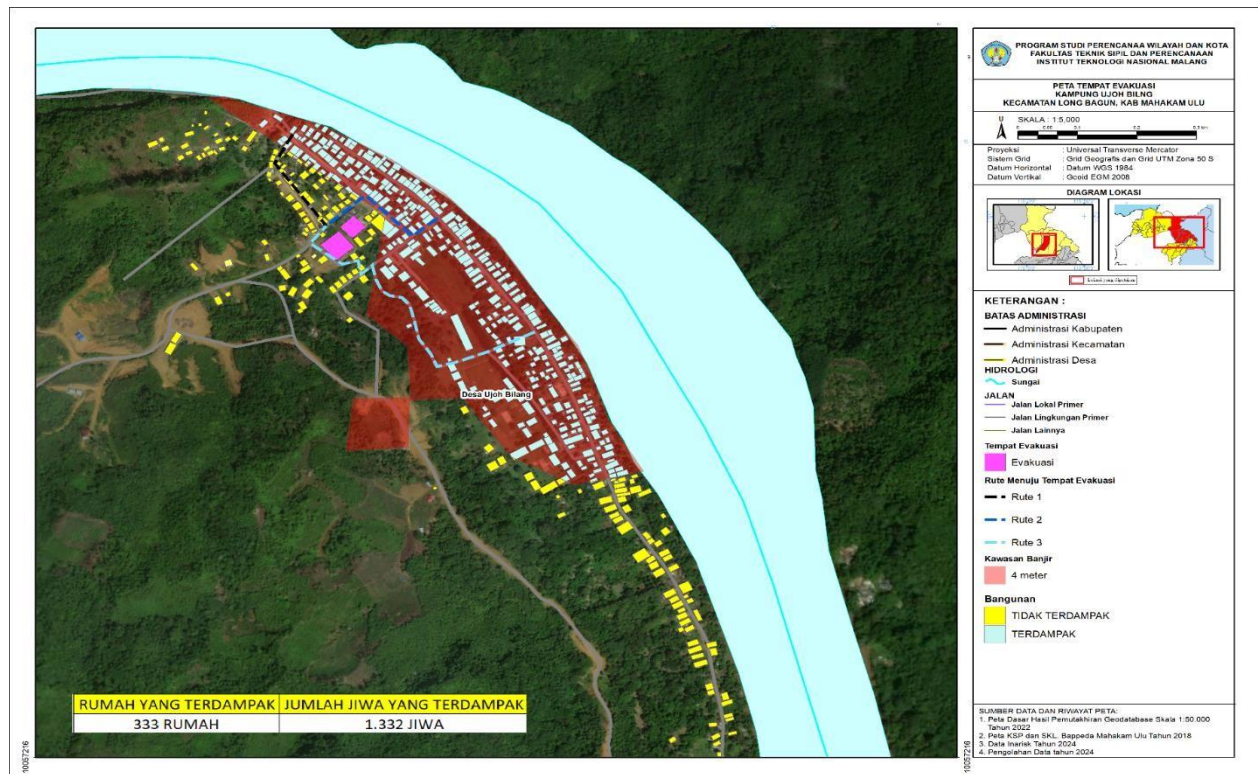 Desa Ujoh Bilang
RUMAH YANG TERDAMPAK JUMLAH JIWA YANG TERDAMPAK
333 RUMAH 1.332 JIWA
10057216
10057216
PROGRAM STUDI PERENCANAA WILAYAH DAN KOTA
FAKULTAS TEKNIK SIPIL DAN PERENCANAAN
INSTITUT TEKNOLOGI NASIONAL MALANG
PETA TEMPAT EVAKUASI
KAMPUNG UJOH BILNG
KECAMATAN LONG BAGUN, KAB MAHAKAM ULU
U
SKALA : 1:5,000
Proyeksi : Universal Transverse Mercator
Sistem Grid : Grid Geografis dan Grid UTM Zona 50 S
Datum Horizontal : Datum WGS 1984
Datum Vertikal : Geoid EGM 2008
DIAGRAM LOKASI
KETERANGAN :
BATAS ADMINISTRASI
Administrasi Kabupaten
Administrasi Kecamatan
Administrasi Desa
HIDROLOGI
Sungai
JALAN
Jalan Lokal Primer
Jalan Lingkungan Primer
Jalan Lainnya
Tempat Evakuasi
Evakuasi
Rute Menuju Tempat Evakuasi
Rute 1
Rute 2
Rute 3
Kawasan Banjir
4 meter
Bangunan
TIDAK TERDAMPAK
TERDAMPAK
SUMBER DATA DAN RIWAYAT PETA:
1. Peta Dasar Hasil Pemutakhiran Geodatabase Skala 1:50.000
Tahun 2022
2. Peta KSP dan SKL. Bappeda Mahakam Ulu Tahun 2018
3. Data Inarisk Tahun 2024
4. Pengolahan Data tahun 2024